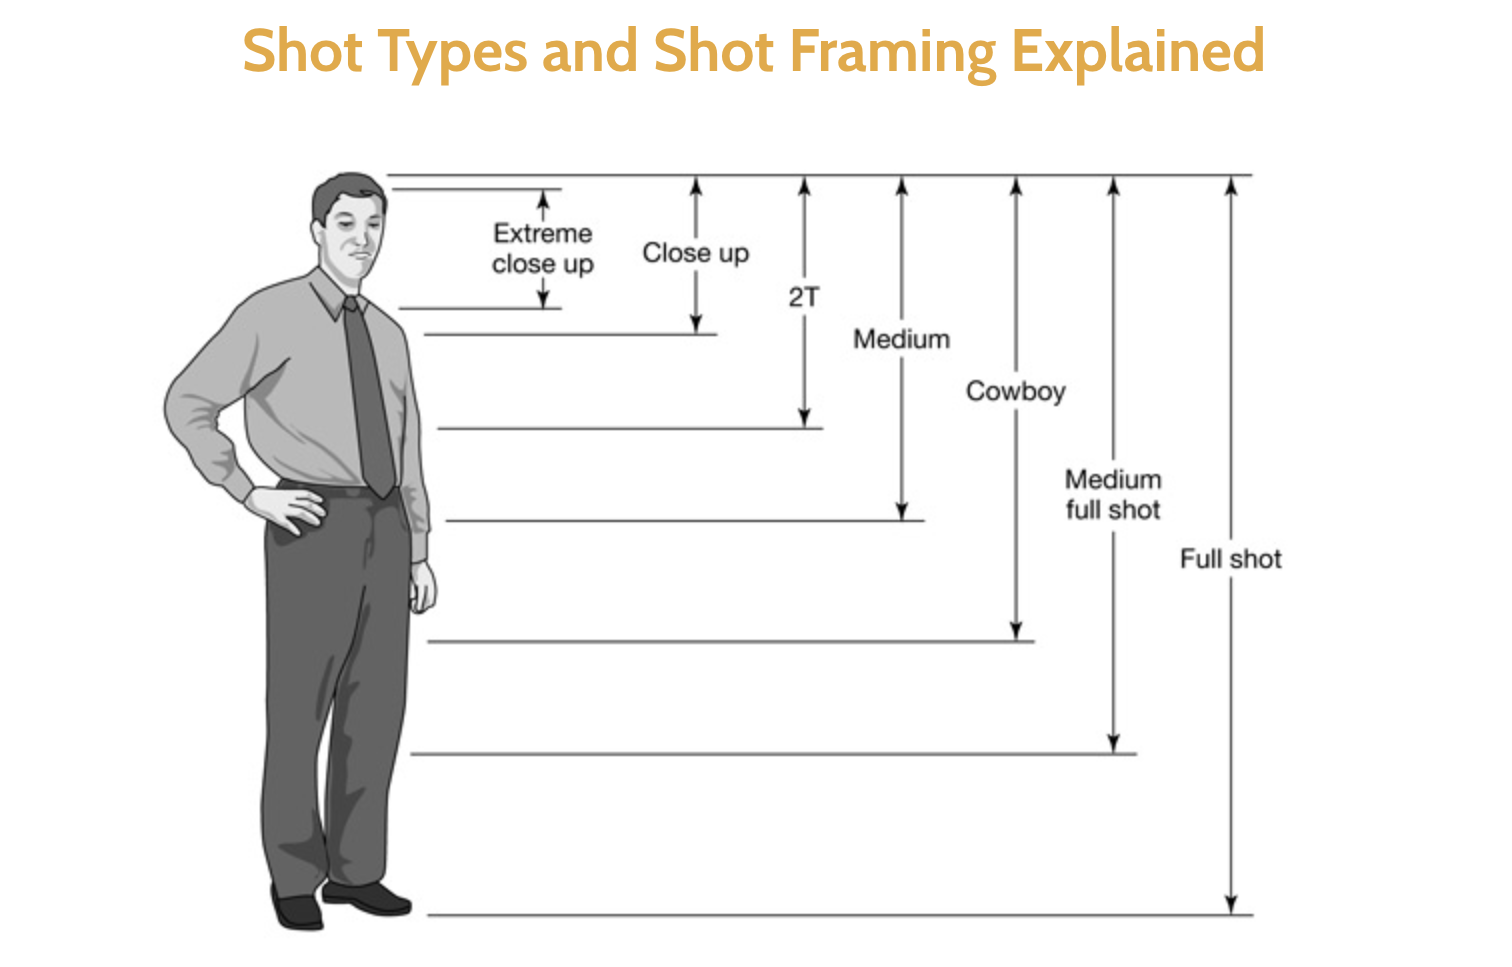 Shot Types and Shot Framing Explained
Extreme
close up
Close up
2T
Medium
Cowboy
Medium
full shot
Full shot